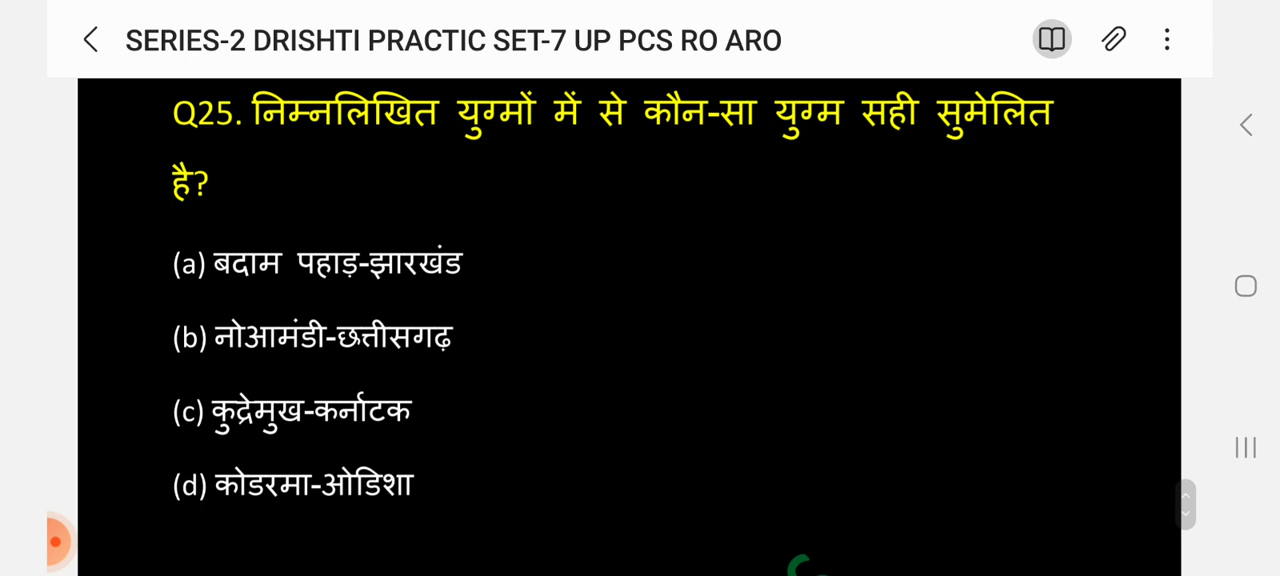 SERIES-2 DRISHTI PRACTIC SET-7 UP PCS RO ARO
Q25. निम्नलिखित युग्मों में से कौन-सा युग्म सही सुमेलित
है?
(a) बदाम पहाड़-झारखंड
(b) नोआमंडी-छत्तीसगढ़
(c) कुद्रेमुख-कर्नाटक
(d) कोडरमा-ओडिशा